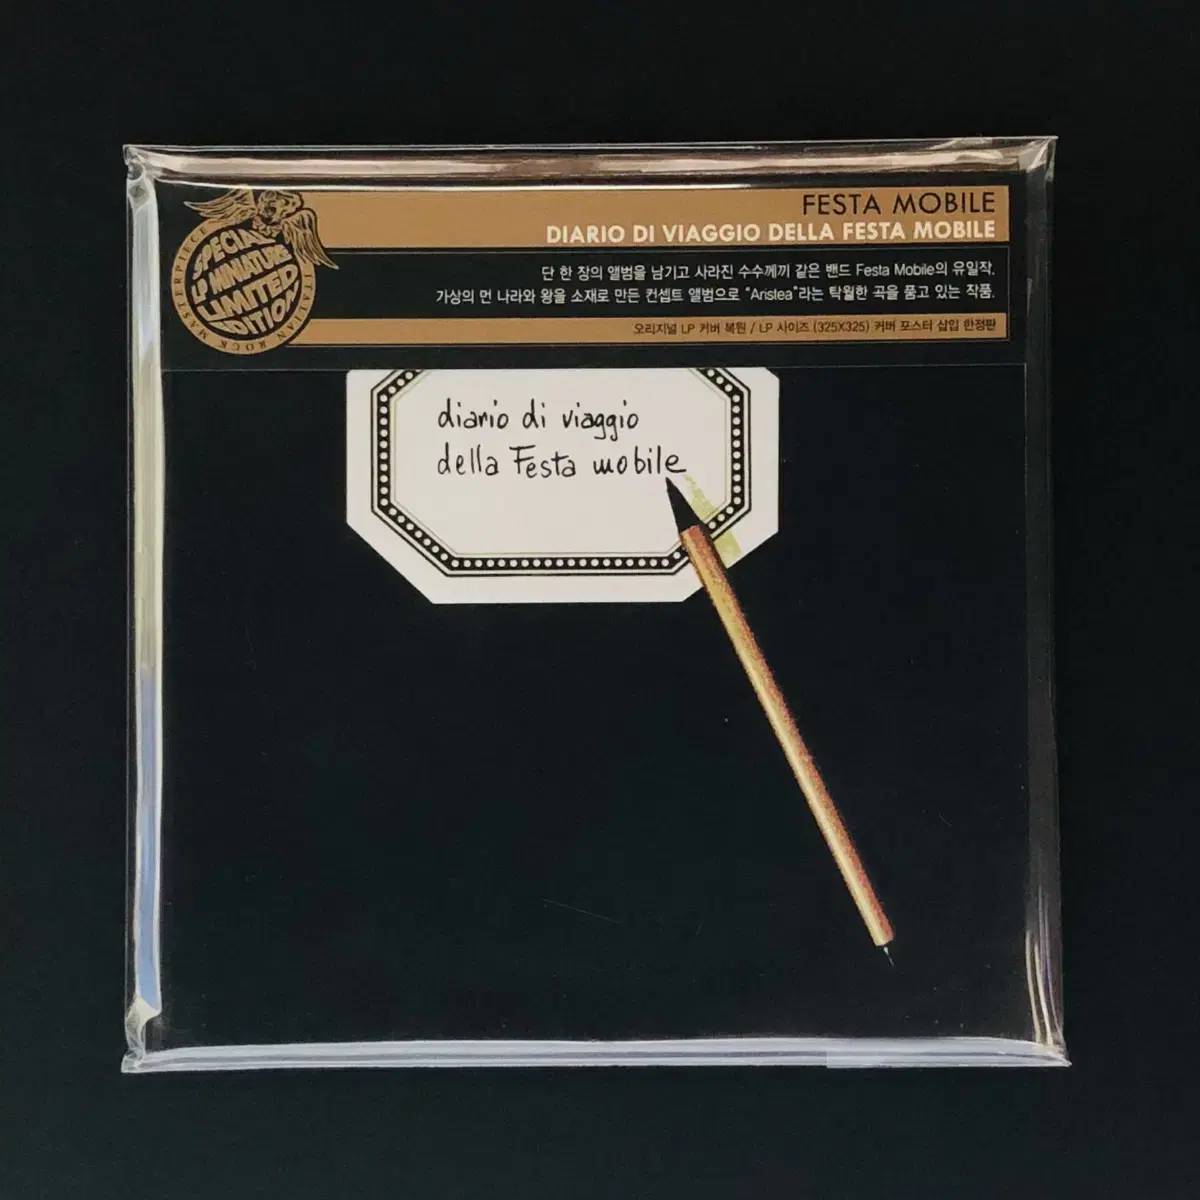 FESTA MOBILE
DIARIO DI VIAGGIO DELLA FESTA MOBILE
단 한 장의 앨범을 남기고 사라진 수수께끼 같은 밴드 Festa Mobile의 유일작.
가상의 먼 나라와 왕을 소재로 만든 컨셉트 앨범으로 "Aristea"라는 탁월한 곡을 품고 있는 작품.
오리지널 LP 커버 복원 / LP 사이즈 (325X325) 커버 포스터 삽입 한정판
SPECIAL
LP MINIATURE
LIMITED
EDITION
ITALIAN ROCK MASTERPIECE
diario di viaggio
della Festa mobile